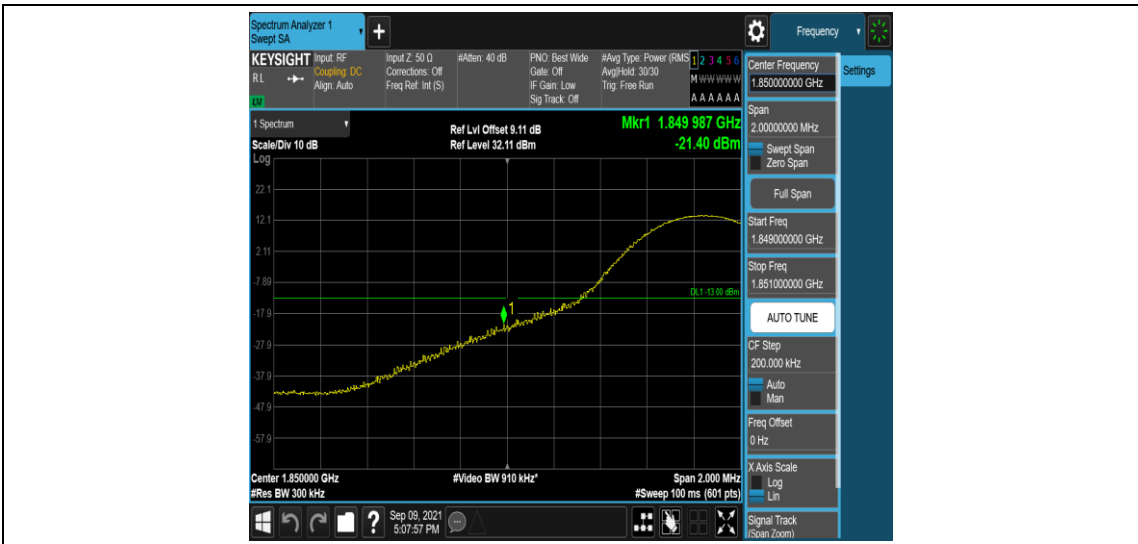 Spectrum Analyzer 1
Swept SA
+
Frequency
KEYSIGHT
RL
LXI
Input: RF
Coupling: DC
Align: Auto
Input Z: 50 Ω
Corrections: Off
Freq Ref: Int (S)
#Atten: 40 dB
PNO: Best Wide
Gate: Off
IF Gain: Low
Sig Track: Off
#Avg Type: Power (RMS
Avg|Hold: 30/30
Trig: Free Run
1 2 3 4 5 6
M W W W W W
A A A A A A
Center Frequency
1.850000000 GHz
Settings
Span
2.00000000 MHz
Swept Span
Zero Span
Full Span
Start Freq
1.849000000 GHz
Stop Freq
1.851000000 GHz
AUTO TUNE
CF Step
200.000 kHz
Auto
Man
Freq Offset
0 Hz
X Axis Scale
Log
Lin
Signal Track
(Span Zoom)
1 Spectrum
Scale/Div 10 dB
Log
Ref Lvl Offset 9.11 dB
Ref Level 32.11 dBm
Mkr1 1.849 987 GHz
-21.40 dBm
22.1
12.1
2.11
-7.89
-17.9
-27.9
-37.9
-47.9
-57.9
DL1 -13.00 dBm
1
Center 1.850000 GHz
#Res BW 300 kHz
#Video BW 910 kHz*
Span 2.000 MHz
#Sweep 100 ms (601 pts)
?
Sep 09, 2021
5:07:57 PM